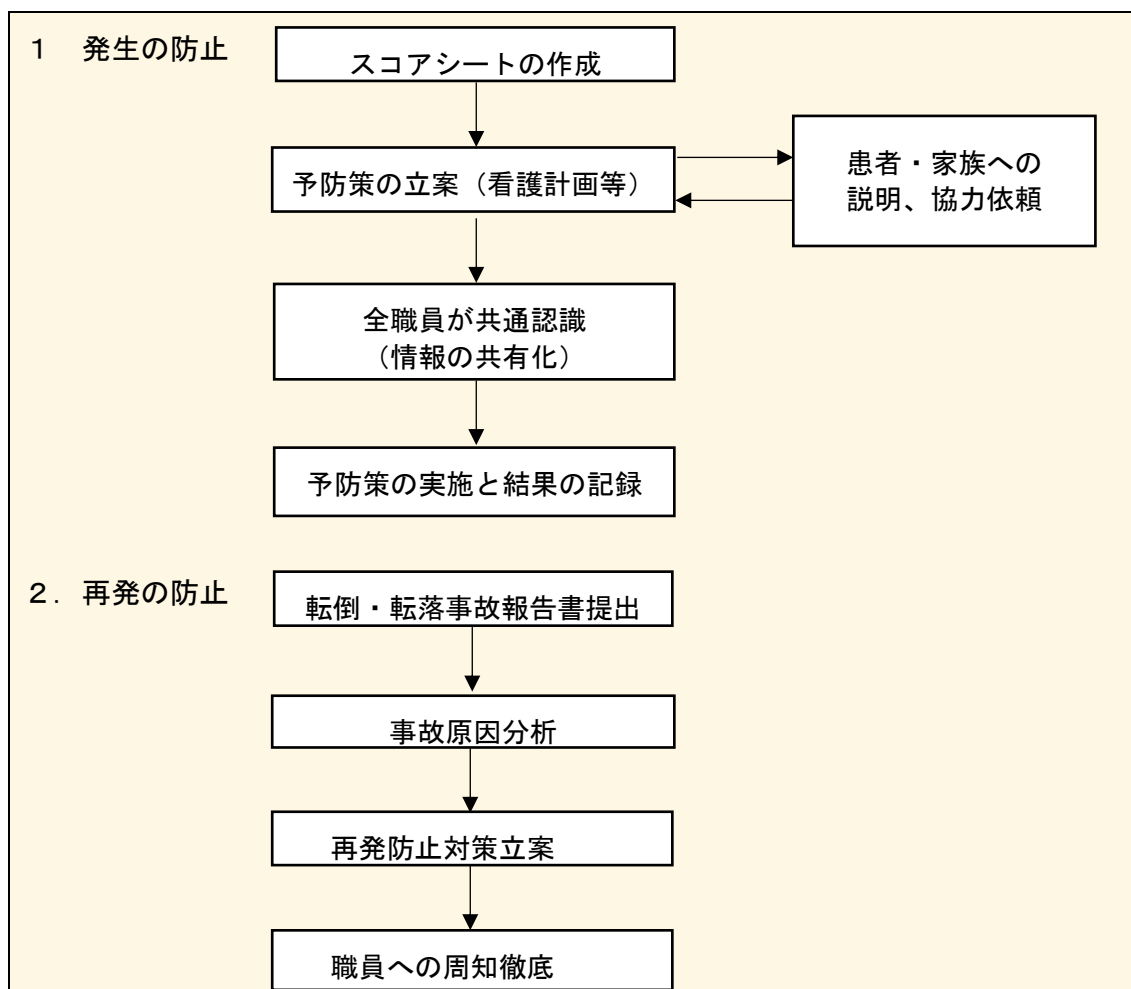 1　発生の防止
スコアシートの作成
予防策の立案（看護計画等）
患者・家族への
説明、協力依頼
全職員が共通認識
（情報の共有化）
予防策の実施と結果の記録
２．再発の防止
転倒・転落事故報告書提出
事故原因分析
再発防止対策立案
職員への周知徹底